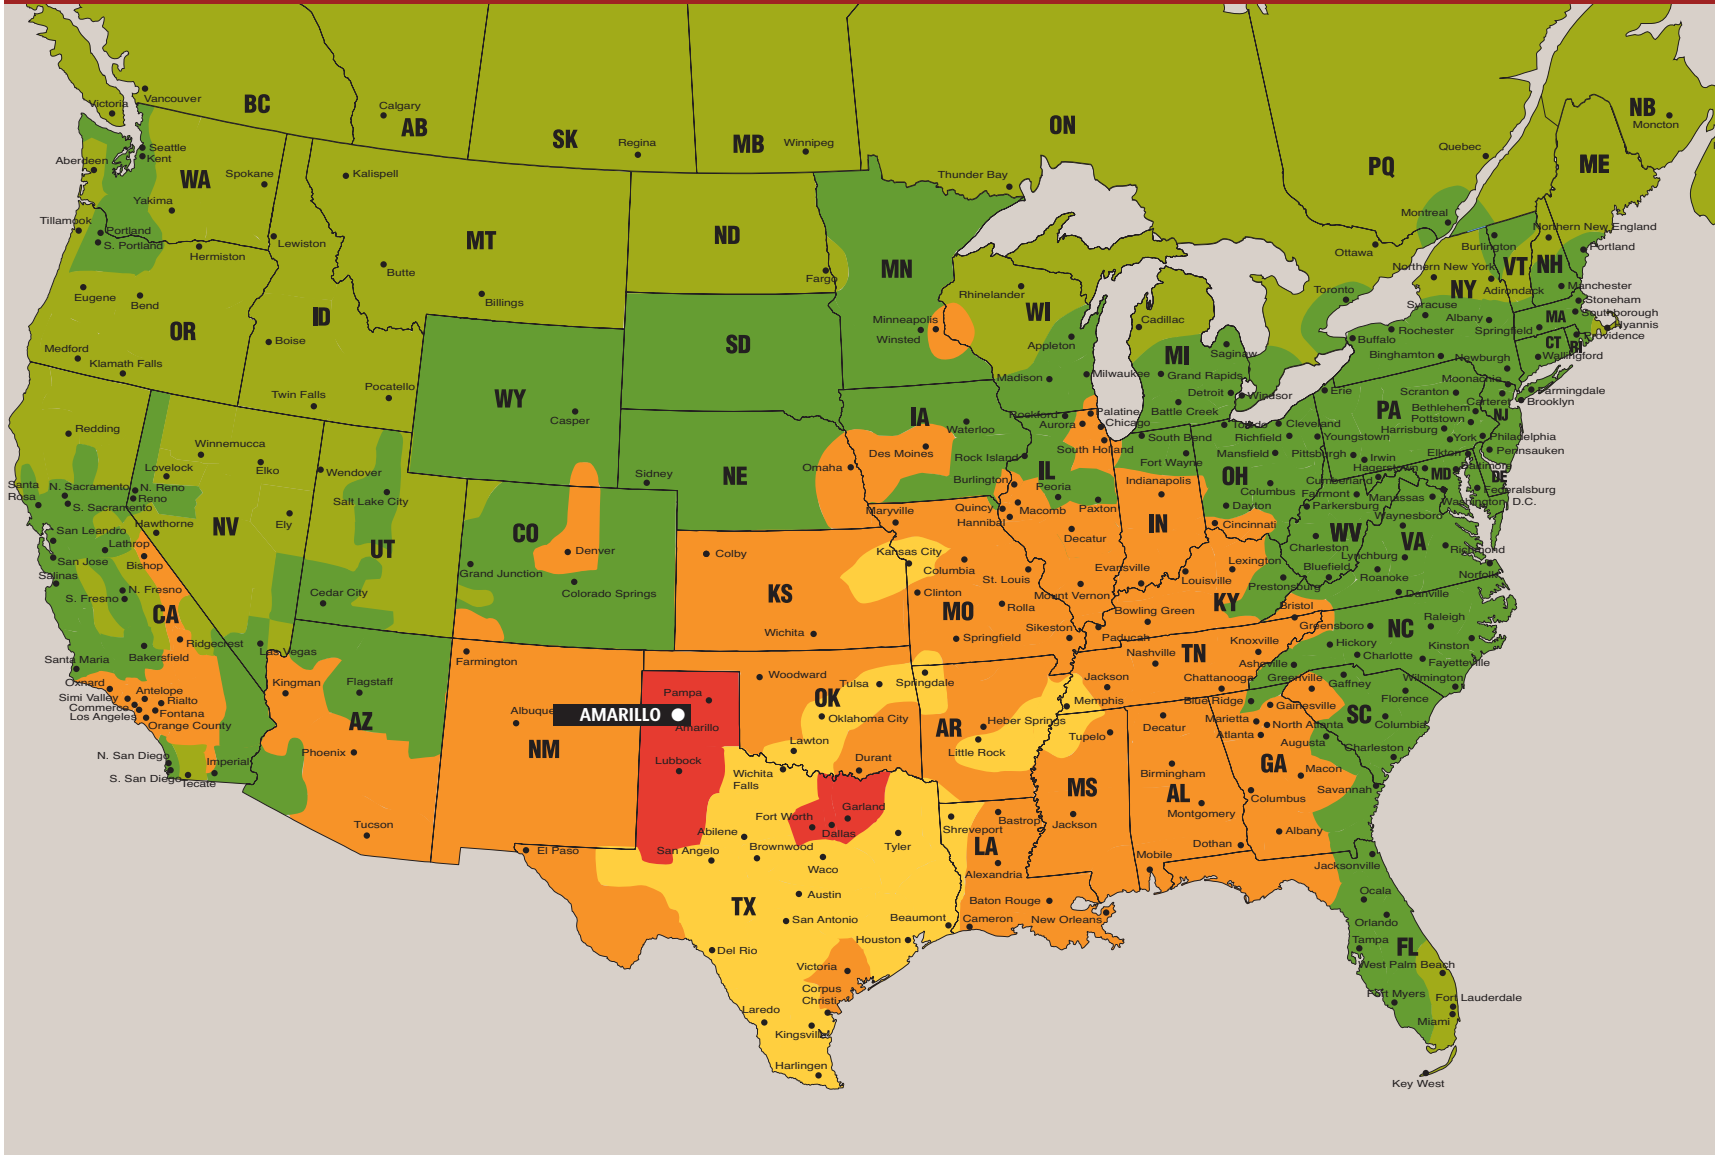 Vancouver
Victoria
BC
Calgary
AB
SK
Regina
MB
Winnipeg
ON
Thunder Bay
PQ
Quebec
Montreal
Ottawa
Toronto
NB
Moncton
ME
Seattle
Kent
Aberdeen
WA
Spokane
Yakima
Kalispell
Tillamook
Portland
S. Portland
Hermiston
Lewiston
MT
Butte
Billings
ND
Fargo
MN
Minneapolis
Winsted
Rhinelander
WI
Appleton
Madison
Milwaukee
Cadillac
MI
Saginaw
Grand Rapids
Detroit
Windsor
Battle Creek
Northern New England
Burlington
Portland
VT
NH
Northern New York
NY
Adirondack
Manchester
Stoneham
Southborough
Hyannis
Syracuse
Albany
MA
Springfield
Providence
Rochester
Buffalo
CT
RI
Wallingford
Binghamton
Newburgh
Moonachie
Farmingdale
Brooklyn
Carteret
Scranton
Erie
PA
Bethlehem
Pottstown
NJ
Harrisburg
York
Philadelphia
Pennsauken
Eugene
Bend
OR
ID
Boise
Medford
Klamath Falls
Twin Falls
Pocatello
WY
Casper
SD
IA
Waterloo
Des Moines
Omaha
NE
Sidney
Rockford
Aurora
Palatine
Chicago
South Holland
Rock Island
IL
Peoria
Burlington
Macomb
Paxton
Quincy
Hannibal
Decatur
South Bend
Fort Wayne
Indianapolis
IN
Toledo
Cleveland
Richfield
Youngstown
Mansfield
Pittsburgh
Irwin
OH
Columbus
Dayton
Cincinnati
Hagerstown
Cumberland
Elkton
MD
Baltimore
DE
Federalsburg
Washington, D.C.
Fairmont
Manassas
Parkersburg
Waynesboro
WV
VA
Charleston
Lynchburg
Richmond
Bluefield
Roanoke
Norfolk
Danville
Redding
Winnemucca
Elko
Wendover
Lovelock
N. Reno
Reno
Santa
Rosa
N. Sacramento
S. Sacramento
Salt Lake City
San Leandro
Hawthorne
NV
Ely
UT
Lathrop
San Jose
Bishop
Salinas
N. Fresno
S. Fresno
CA
Cedar City
Ridgecrest
Bakersfield
Las Vegas
Santa Maria
CO
Denver
Grand Junction
Colorado Springs
Colby
KS
Wichita
Maryville
Kansas City
Columbia
Clinton
MO
St. Louis
Rolla
Springfield
Sikeston
Mount Vernon
Evansville
Louisville
Lexington
Prestonsburg
KY
Bowling Green
Paducah
Bristol
Greensboro
Raleigh
Hickory
NC
Kinston
Charlotte
Fayetteville
Asheville
Wilmington
Knoxville
Nashville
TN
Chattanooga
Jackson
Memphis
Oxnard
Simi Valley
Commerce
Los Angeles
Antelope
Rialto
Fontana
Orange County
N. San Diego
S. San Diego
Tecate
Imperial
Kingman
Flagstaff
AZ
Phoenix
Tucson
Farmington
Albuque
NM
AMARILLO
Pampa
Amarillo
Lubbock
Woodward
OK
Tulsa
Oklahoma City
Lawton
Durant
Springdale
AR
Heber Springs
Little Rock
Tupelo
MS
Jackson
Decatur
Birmingham
AL
Montgomery
Mobile
Dothan
Greenville
Gaffney
Florence
SC
Columbia
Charleston
Blue Ridge
Gainesville
Marietta
North Atlanta
Atlanta
Augusta
GA
Macon
Columbus
Savannah
Albany
El Paso
Wichita
Falls
Fort Worth
Garland
Dallas
Abilene
San Angelo
Brownwood
Waco
Tyler
TX
Austin
San Antonio
Del Rio
Houston
Beaumont
Victoria
Corpus
Christi
Laredo
Kingsville
Harlingen
Shreveport
Bastrop
LA
Alexandria
Baton Rouge
Cameron
New Orleans
Jacksonville
Ocala
Orlando
Tampa
FL
West Palm Beach
Fort Myers
Fort Lauderdale
Miami
Key West